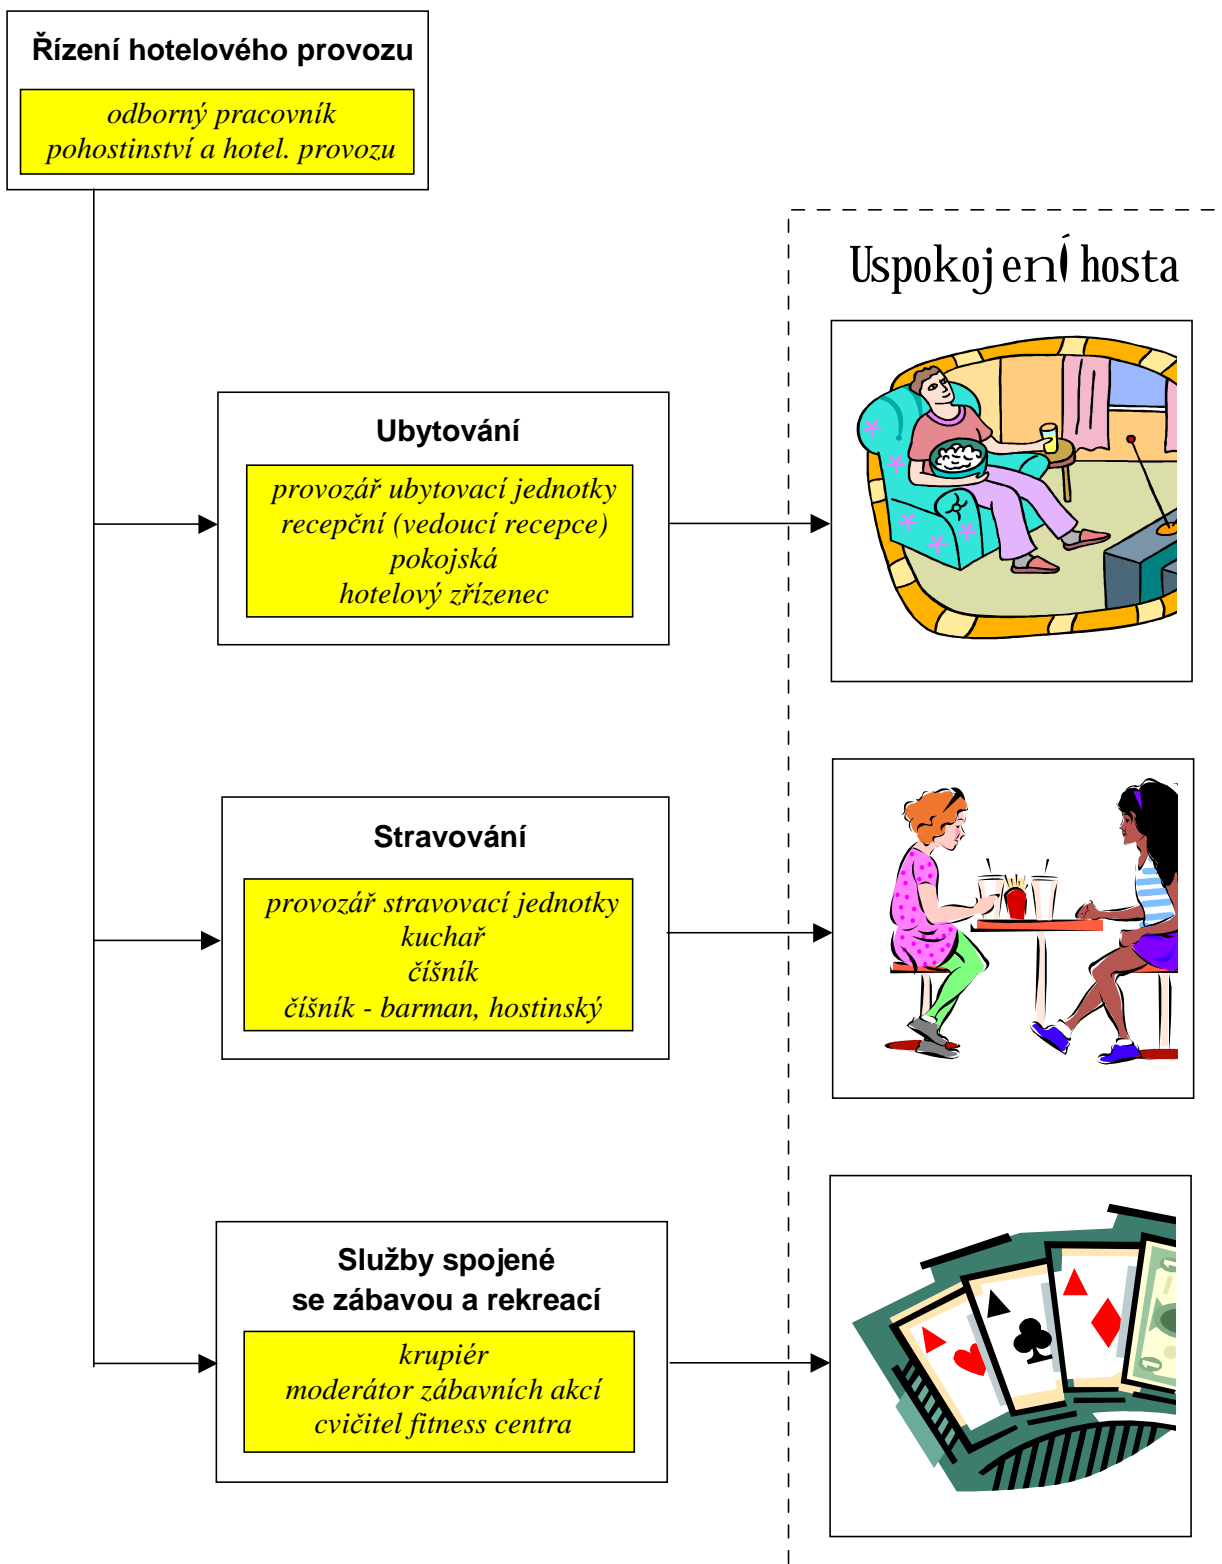 Řízení hotelového provozu
odborný pracovník
pohostinství a hotel. provozu
Uspokojení hosta
Ubytování
provozář ubytovací jednotky
recepční (vedoucí recepce)
pokojská
hotelový zřízenec
Stravování
provozář stravovací jednotky
kuchař
číšník
číšník - barman, hostinský
Služby spojené
se zábavou a rekreací
krupiér
moderátor zábavních akcí
cvičitel fitness centra